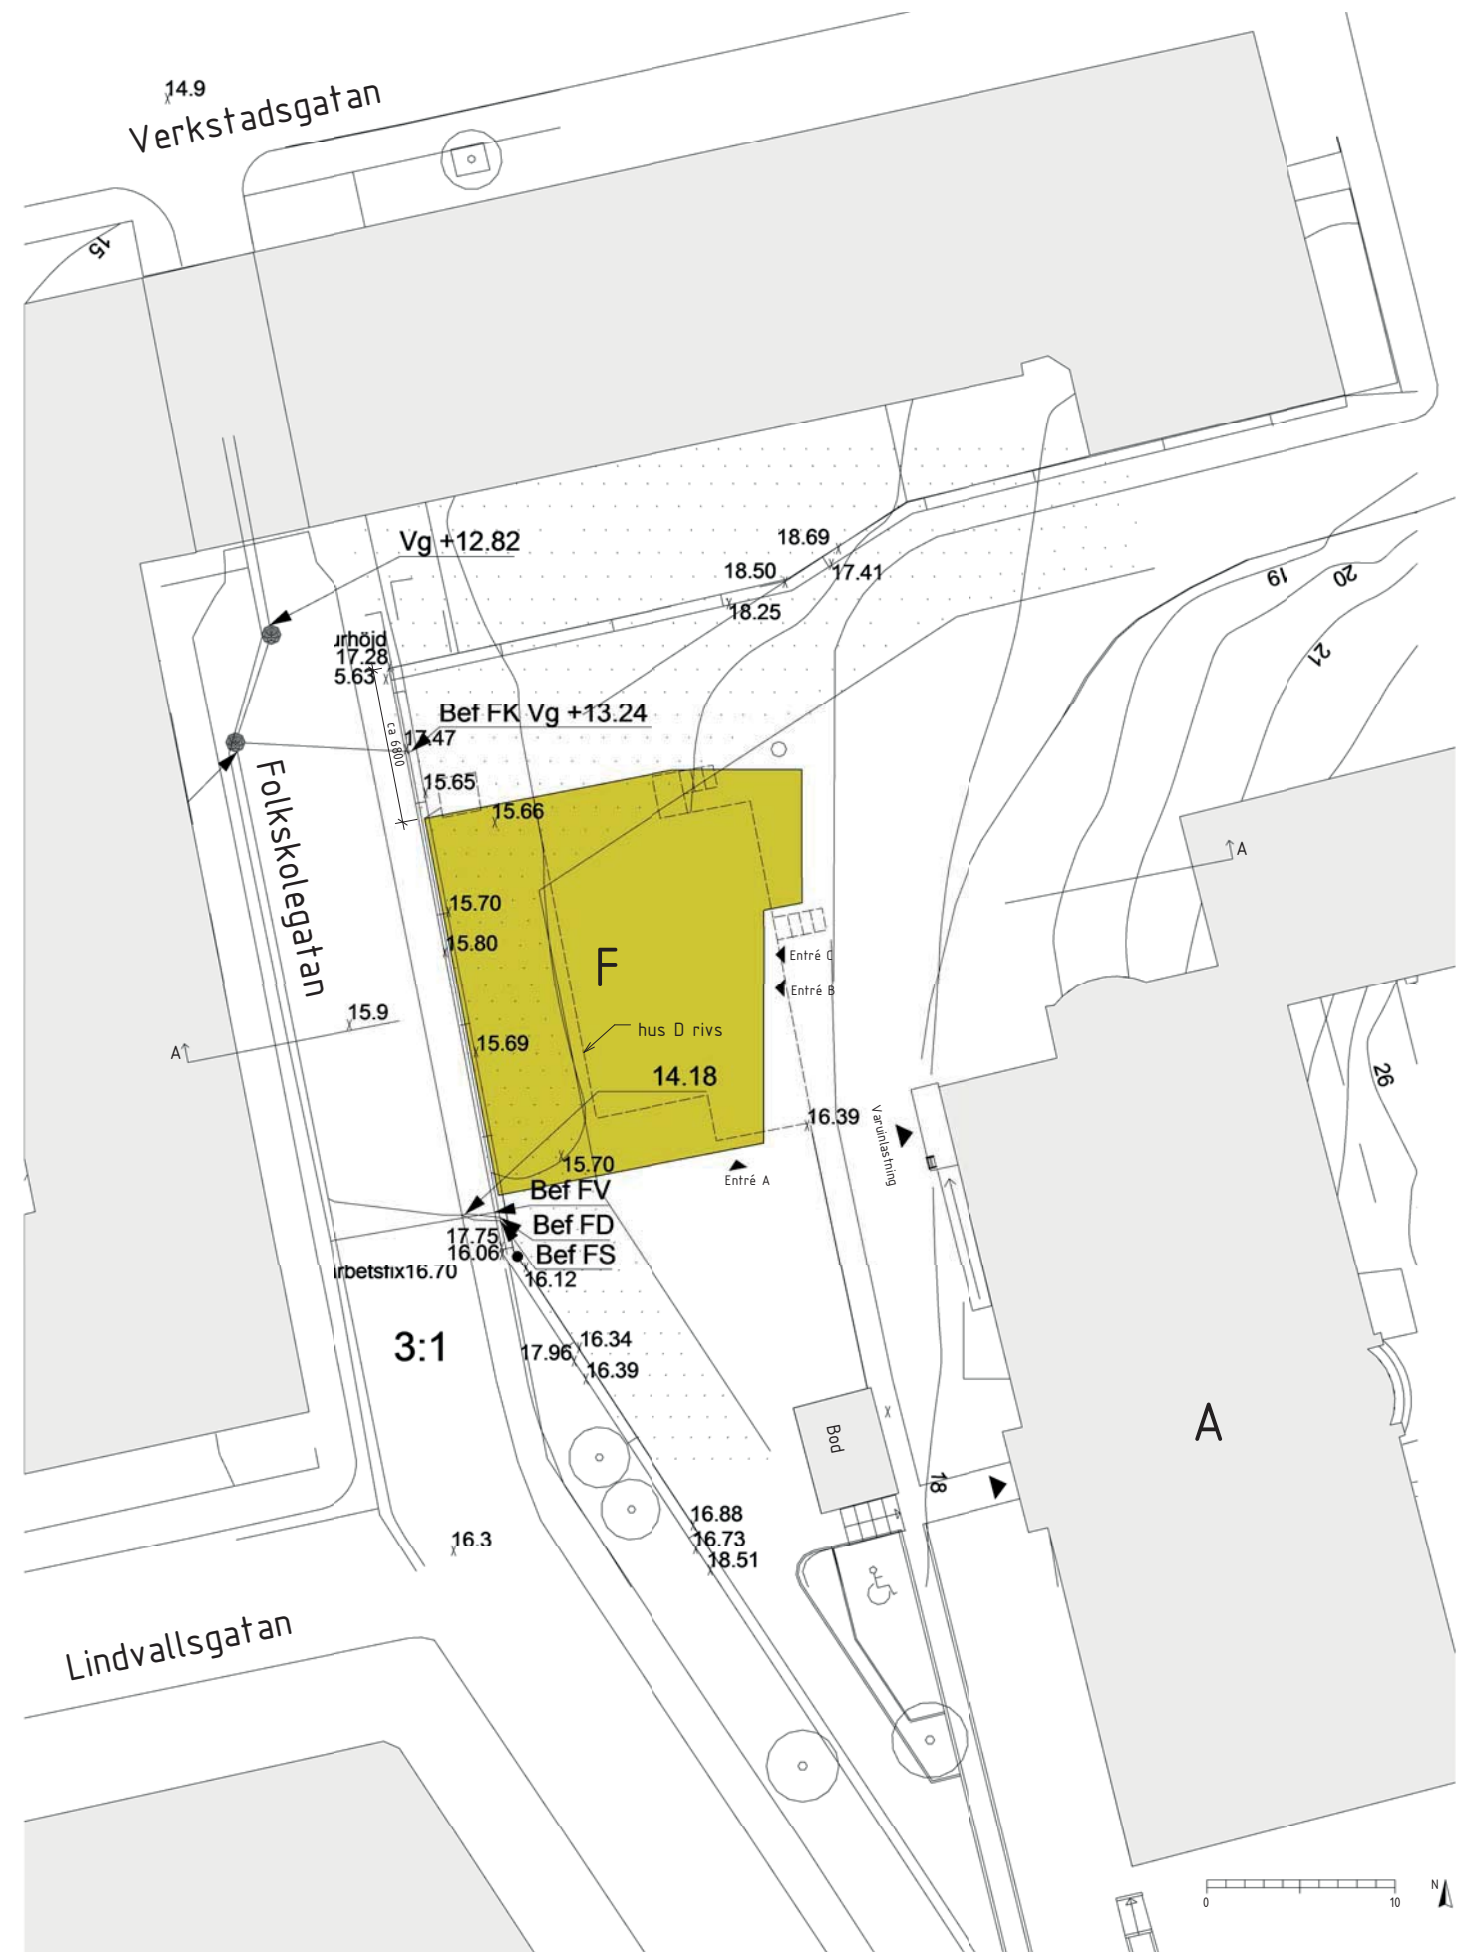 14.9
Verkstadsgatan
15
Vg +12.82
18.69
18.50
17.41
18.25
19
20
21
urhöjd
17.28
5.63
Bef FK Vg +13.24
17.47
ca 6800
15.65
15.66
Folkskolegatan
A
15.70
15.80
F
Entré C
Entré B
15.9
A
hus D rivs
15.69
14.18
26
16.39
Varuinlastning
15.70
Entré A
Bef FV
Bef FD
17.75
16.06
Bef FS
rbetsfix16.70
16.12
3:1
16.34
17.96
16.39
A
Bod
18
16.88
16.3
16.73
18.51
Lindvallsgatan
N
0 10